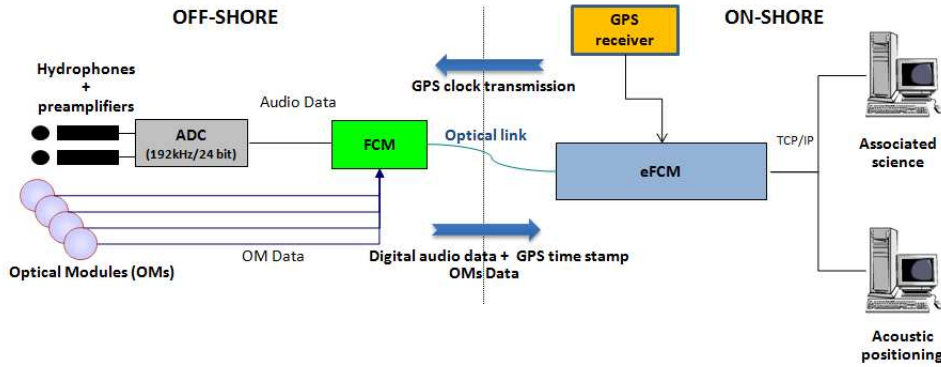 OFF-SHORE
ON-SHORE
GPS
receiver
Hydrophones
+
preamplifiers
GPS clock transmission
Audio Data
ADC
(192kHz/24 bit)
FCM
Optical link
eFCM
TCP/IP
Associated
science
OM Data
Optical Modules (OMs)
Digital audio data + GPS time stamp
OMs Data
Acoustic
positioning